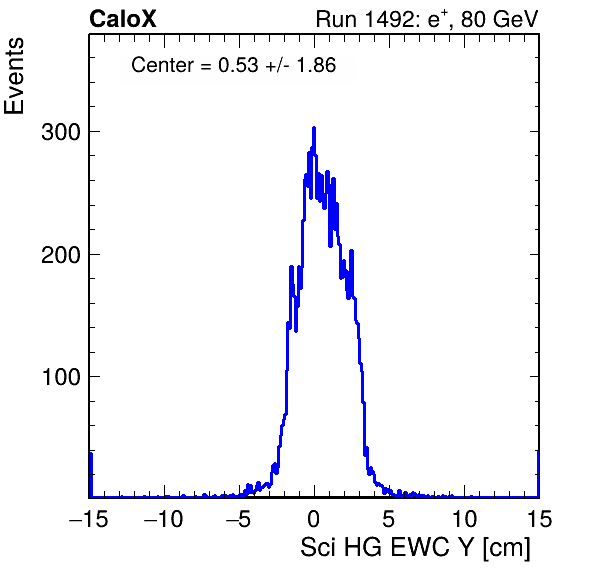 CaloX Run 1492: e⁺, 80 GeV
Center = 0.53 +/- 1.86
Events
300
200
100
−15 −10 −5 0 5 10 15
Sci HG EWC Y [cm]